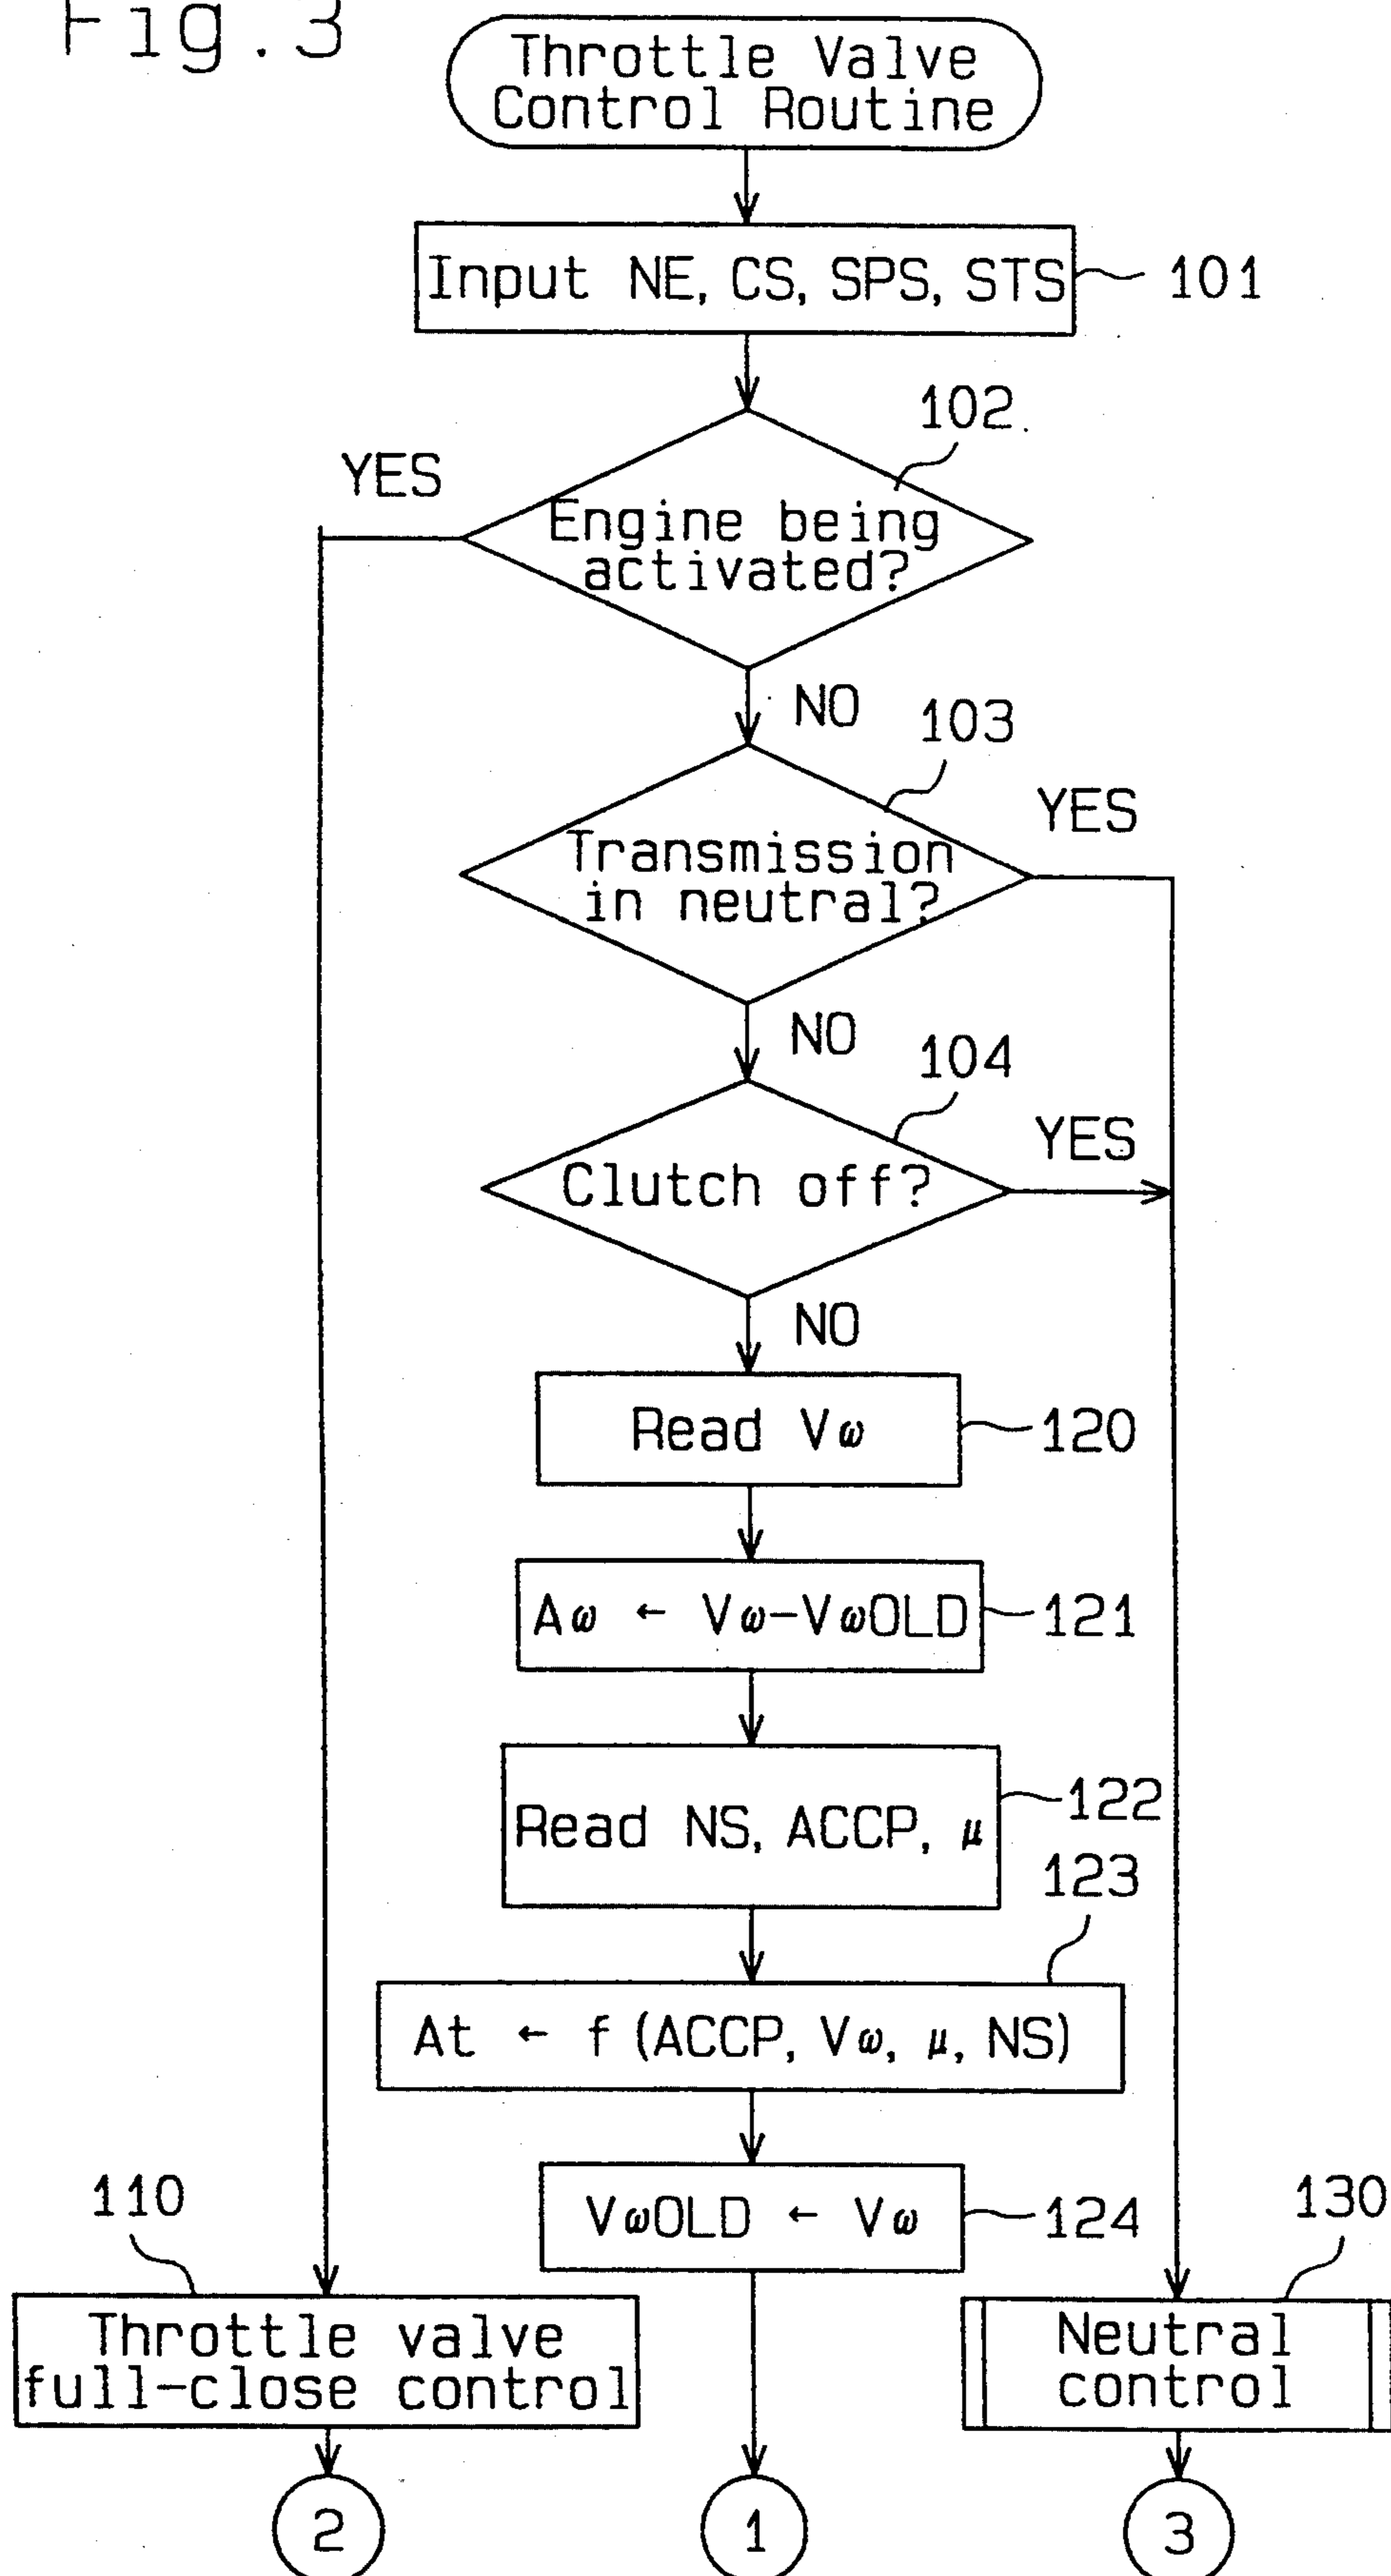 Fig.3
Throttle Valve
Control Routine
Input NE, CS, SPS, STS
101
102
YES
Engine being
activated?
NO
103
YES
Transmission
in neutral?
NO
104
YES
Clutch off?
NO
Read Vω
120
Aω ← Vω-VωOLD
121
Read NS, ACCP, μ
122
123
At ← f (ACCP, Vω, μ, NS)
VωOLD ← Vω
124
110
130
Throttle valve
full-close control
Neutral
control
2
1
3